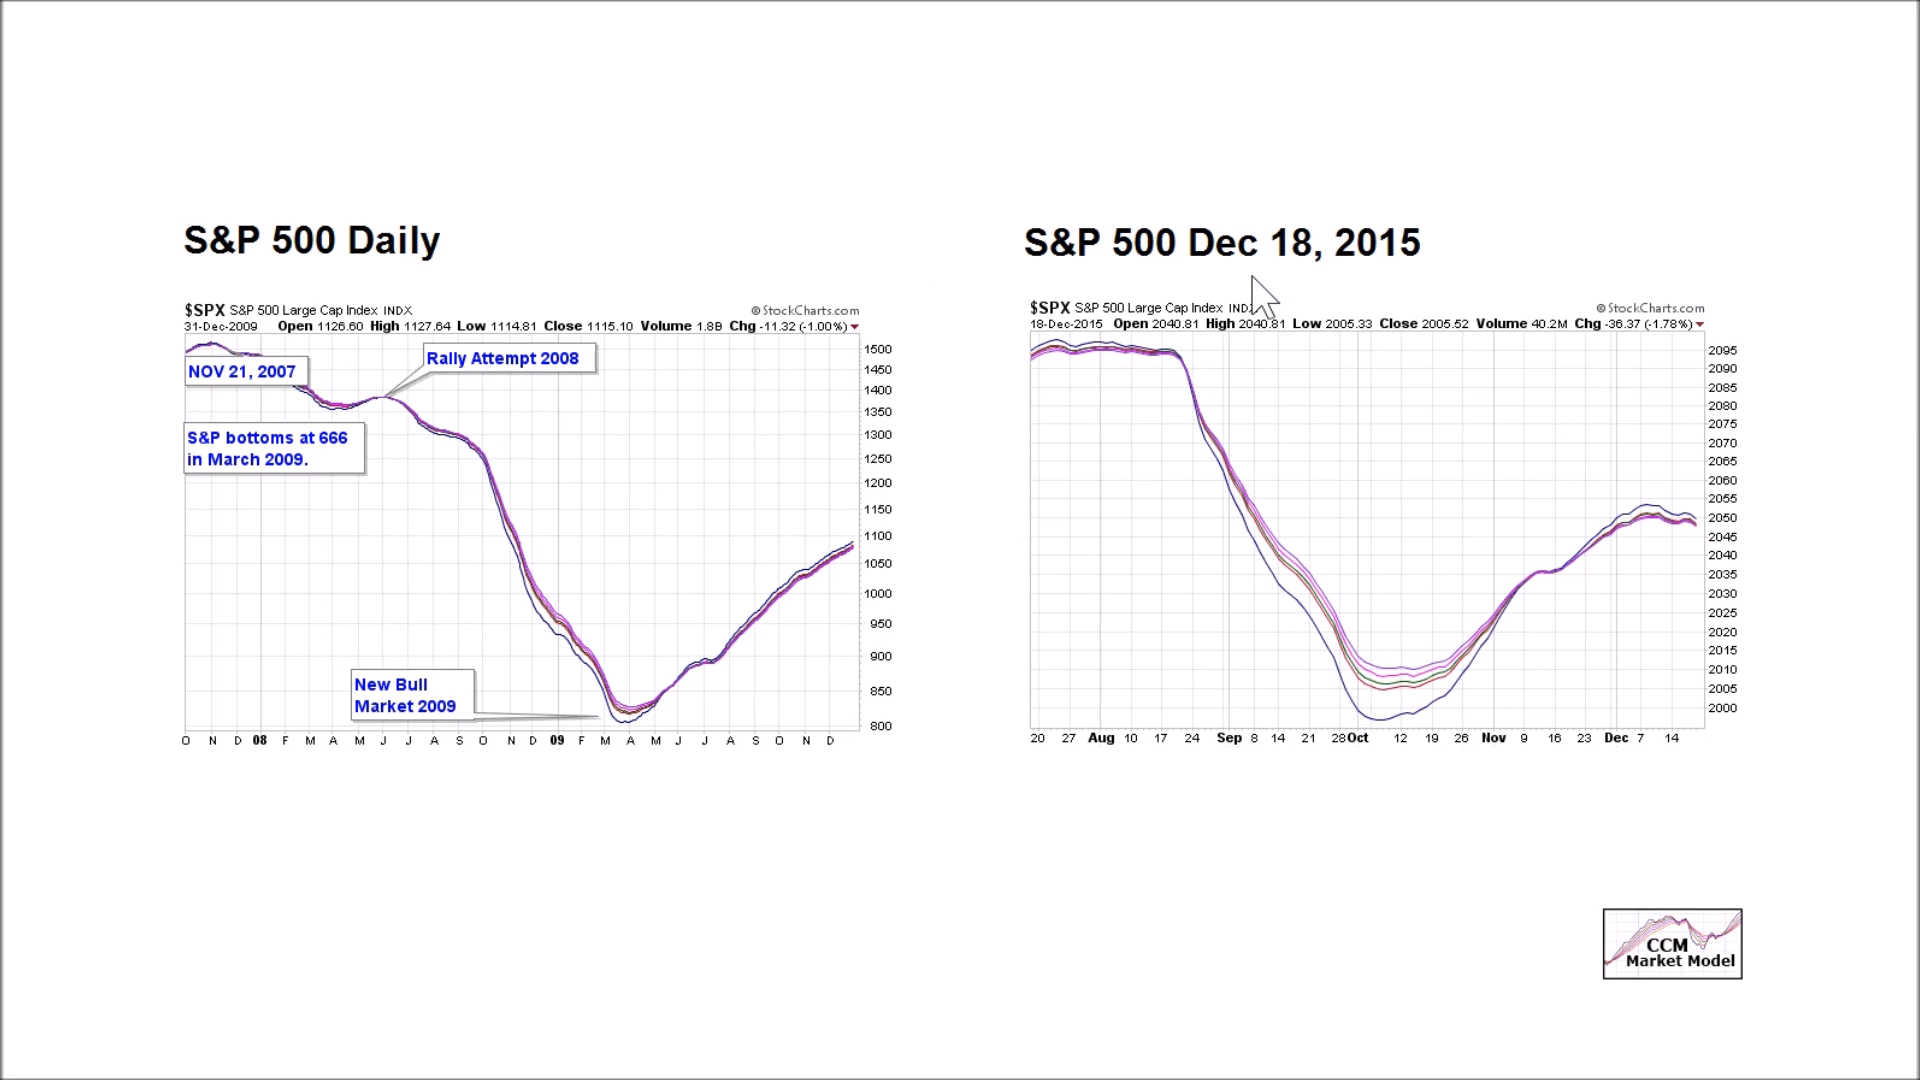 S&P 500 Daily
$SPX S&P 500 Large Cap Index INDX
© StockCharts.com
31-Dec-2009 Open 1126.60 High 1127.64 Low 1114.81 Close 1115.10 Volume 1.8B Chg -11.32 (-1.00%)
NOV 21, 2007
Rally Attempt 2008
S&P bottoms at 666
in March 2009.
New Bull
Market 2009
1500
1450
1400
1350
1300
1250
1200
1150
1100
1050
1000
950
900
850
800
O N D 08 F M A M J J A S O N D 09 F M A M J J A S O N D
S&P 500 Dec 18, 2015
$SPX S&P 500 Large Cap Index
© StockCharts.com
18-Dec-2015 Open 2040.81 High 2040.81 Low 2005.33 Close 2005.52 Volume 40.2M Chg -36.37 (-1.78%)
2095
2090
2085
2080
2075
2070
2065
2060
2055
2050
2045
2040
2035
2030
2025
2020
2015
2010
2005
2000
20 27 Aug 10 17 24 Sep 8 14 21 28 Oct 12 19 26 Nov 9 16 23 Dec 7 14
CCM
Market Model